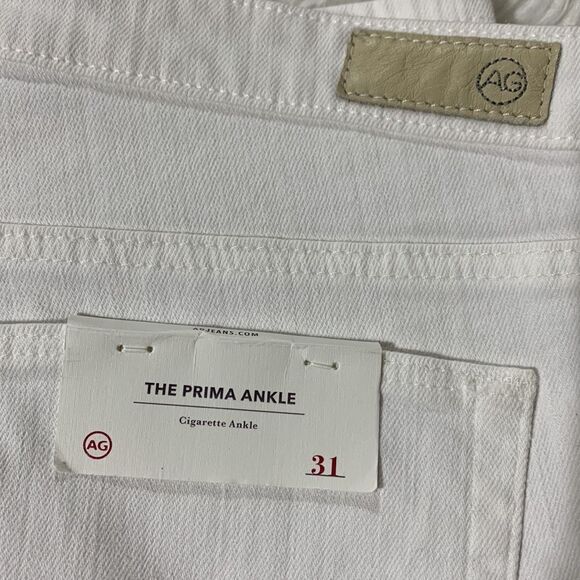 AG
AGJEANS.COM
THE PRIMA ANKLE
Cigarette Ankle
AG
31